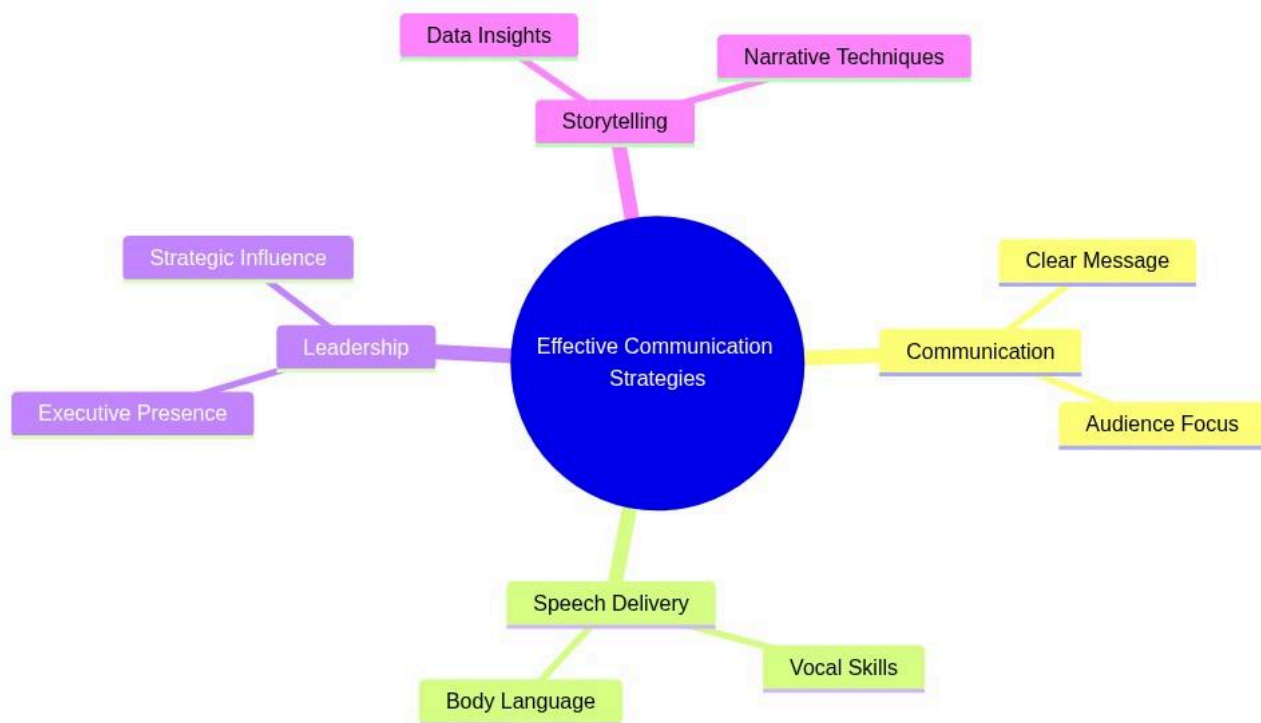 Data Insights
Narrative Techniques
Storytelling
Strategic Influence
Clear Message
Leadership
Effective Communication
Strategies
Communication
Executive Presence
Audience Focus
Speech Delivery
Vocal Skills
Body Language